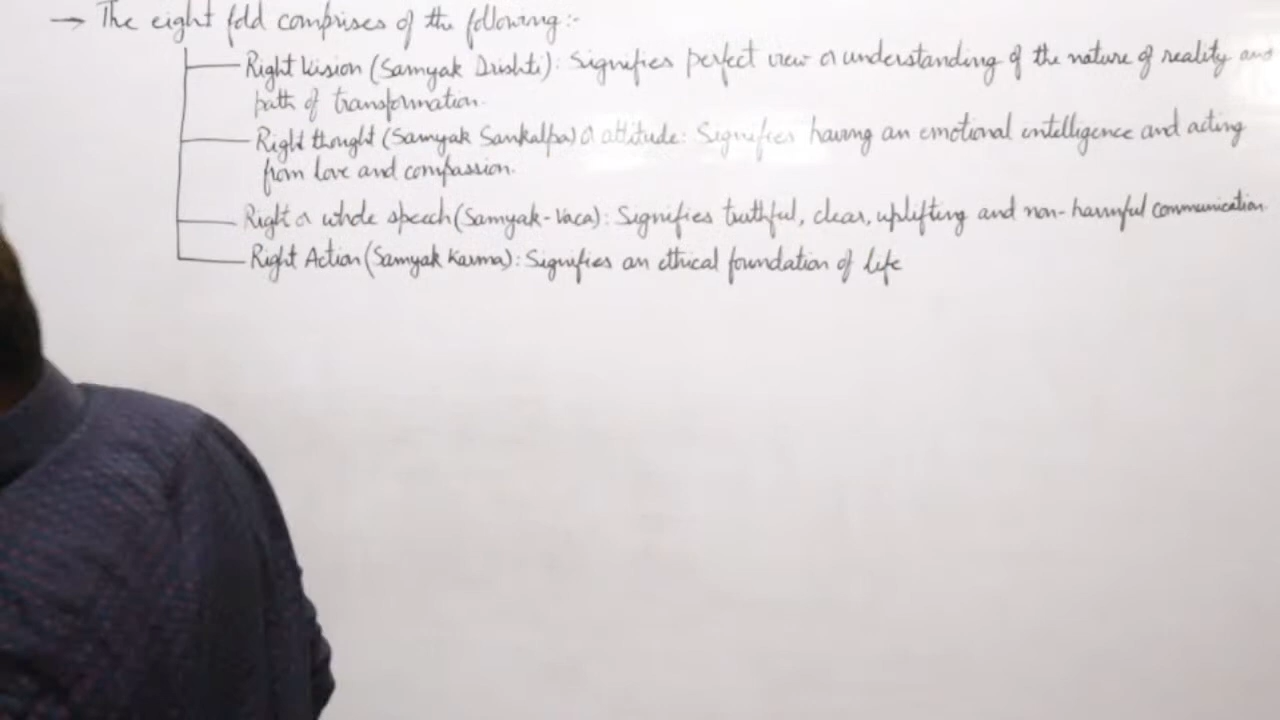 → The eight fold comprises of the following :-
Right Vision (Samyak Drishti): Signifies perfect view or understanding of the nature of reality and
path of transformation.
Right thought (Samyak Sankalpa) or attitude: Signifies having an emotional intelligence and acting
from love and compassion.
Right or whole speech (Samyak-Vaca): Signifies truthful, clear, uplifting and non-harmful communication.
Right Action (Samyak Karma): Signifies an ethical foundation of life